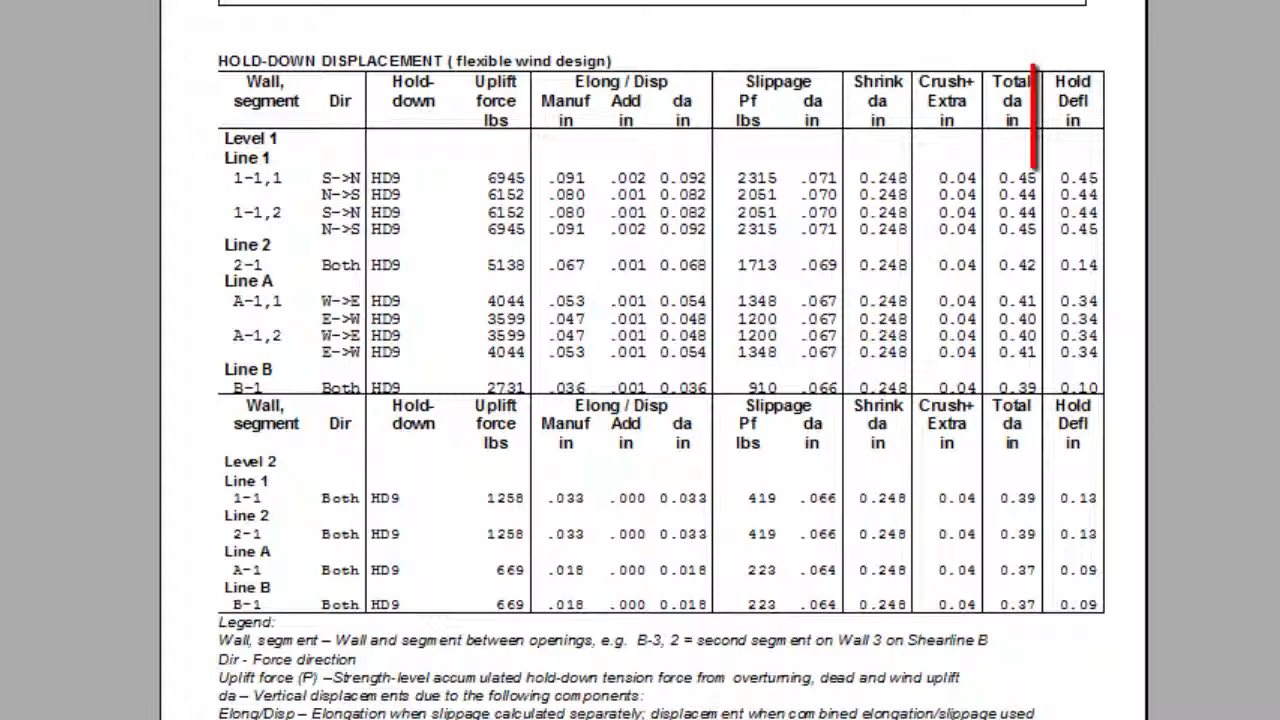 HOLD-DOWN DISPLACEMENT ( flexible wind design)
Wall, Hold- Uplift Elong / Disp Slippage Shrink Crush+ Total Hold
segment Dir down force Manuf Add da Pf da da Extra da Defl
lbs in in in lbs in in in in in
Level 1
Line 1
1-1,1 S->N HD9 6945 .091 .002 0.092 2315 .071 0.248 0.04 0.45 0.45
N->S HD9 6152 .080 .001 0.082 2051 .070 0.248 0.04 0.44 0.44
1-1,2 S->N HD9 6152 .080 .001 0.082 2051 .070 0.248 0.04 0.44 0.44
N->S HD9 6945 .091 .002 0.092 2315 .071 0.248 0.04 0.45 0.45
Line 2
2-1 Both HD9 5138 .067 .001 0.068 1713 .069 0.248 0.04 0.42 0.14
Line A
A-1,1 W->E HD9 4044 .053 .001 0.054 1348 .067 0.248 0.04 0.41 0.34
E->W HD9 3599 .047 .001 0.048 1200 .067 0.248 0.04 0.40 0.34
A-1,2 W->E HD9 3599 .047 .001 0.048 1200 .067 0.248 0.04 0.40 0.34
E->W HD9 4044 .053 .001 0.054 1348 .067 0.248 0.04 0.41 0.34
Line B
B-1 Both HD9 2731 .036 .001 0.036 910 .066 0.248 0.04 0.39 0.10
Wall, Hold- Uplift Elong / Disp Slippage Shrink Crush+ Total Hold
segment Dir down force Manuf Add da Pf da da Extra da Defl
lbs in in in lbs in in in in in
Level 2
Line 1
1-1 Both HD9 1258 .033 .000 0.033 419 .066 0.248 0.04 0.39 0.13
Line 2
2-1 Both HD9 1258 .033 .000 0.033 419 .066 0.248 0.04 0.39 0.13
Line A
A-1 Both HD9 669 .018 .000 0.018 223 .064 0.248 0.04 0.37 0.09
Line B
B-1 Both HD9 669 .018 .000 0.018 223 .064 0.248 0.04 0.37 0.09
Legend:
Wall, segment – Wall and segment between openings, e.g. B-3, 2 = second segment on Wall 3 on Shearline B
Dir - Force direction
Uplift force (P) –Strength-level accumulated hold-down tension force from overturning, dead and wind uplift
da – Vertical displacements due to the following components:
Elong/Disp – Elongation when slippage calculated separately; displacement when combined elongation/slippage used